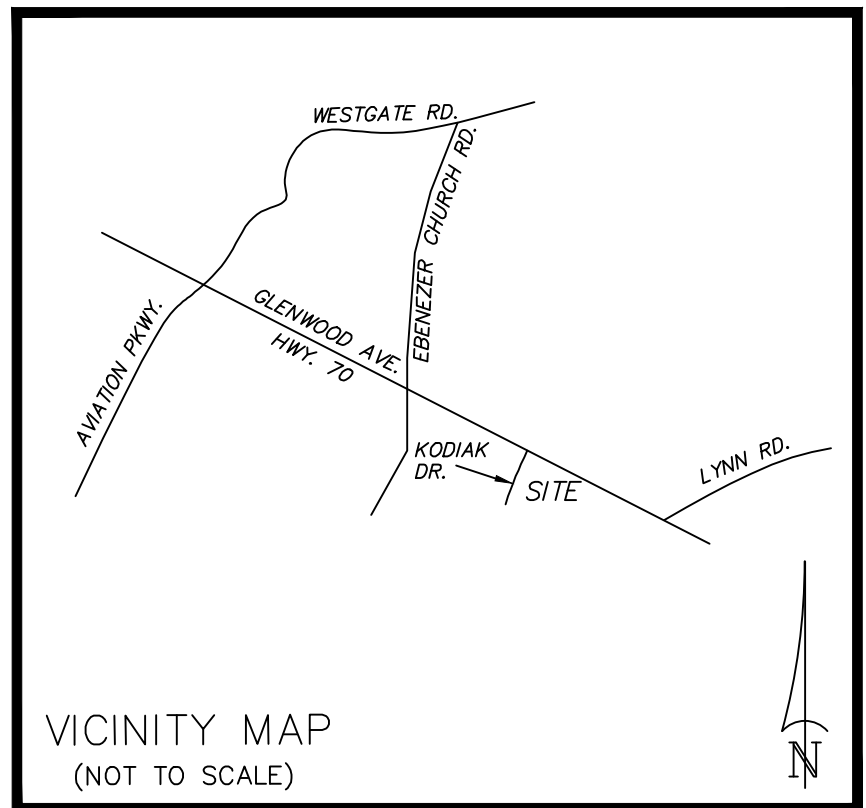 WESTGATE RD.
EBENEZER CHURCH RD.
GLENWOOD AVE.
HWY. 70
AVIATION PKWY.
KODIAK
DR.
SITE
LYNN RD.
VICINITY MAP
(NOT TO SCALE)
N